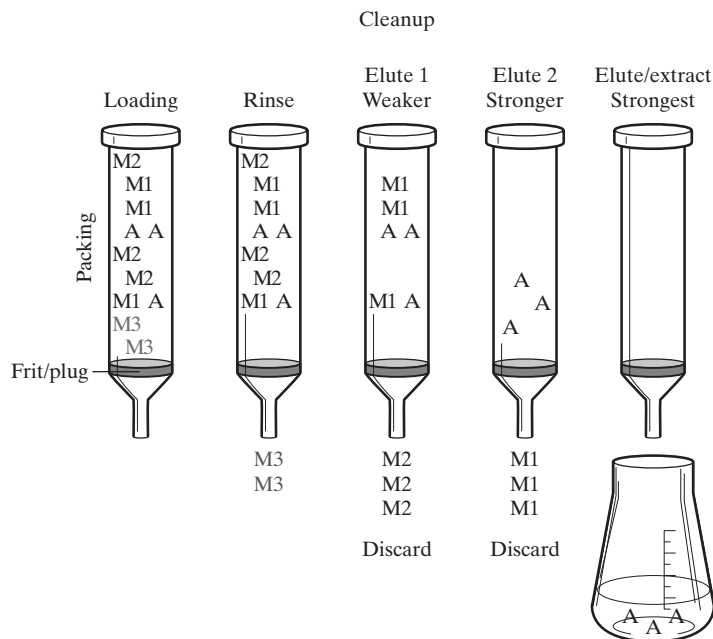 Cleanup
Loading
Rinse
Elute 1
Weaker
Elute 2
Stronger
Elute/extract
Strongest
Packing
Frit/plug
M2
M1
M1
A A
M2
M2
M1 A
M3
M3
M2
M1
M1
A A
M2
M2
M1 A
M3
M3
M1
M1
A A
M1 A
M2
M2
M2
Discard
A
A
A
M1
M1
M1
Discard
A A
A